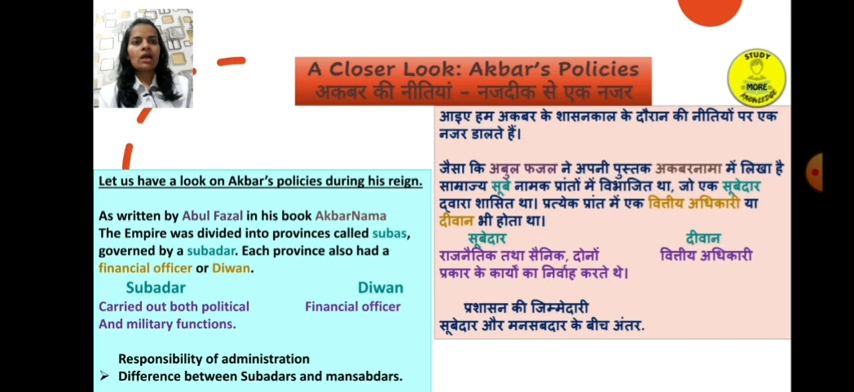 A Closer Look: Akbar's Policies
अकबर की नीतियां – नजदीक से एक नजर
STUDY
MORE
KNOWLEDGE
Let us have a look on Akbar's policies during his reign.
As written by Abul Fazal in his book AkbarNama
The Empire was divided into provinces called subas,
governed by a subadar. Each province also had a
financial officer or Diwan.
Subadar Diwan
Carried out both political Financial officer
And military functions.
Responsibility of administration
➢ Difference between Subadars and mansabdars.
आइए हम अकबर के शासनकाल के दौरान की नीतियों पर एक
नजर डालते हैं।
जैसा कि अबुल फजल ने अपनी पुस्तक अकबरनामा में लिखा है
साम्राज्य सूबे नामक प्रांतों में विभाजित था, जो एक सूबेदार
द्वारा शासित था। प्रत्येक प्रांत में एक वित्तीय अधिकारी या
दीवान भी होता था।
सूबेदार दीवान
राजनैतिक तथा सैनिक, दोनों वित्तीय अधिकारी
प्रकार के कार्यों का निर्वाह करते थे।
प्रशासन की जिम्मेदारी
सूबेदार और मनसबदार के बीच अंतर.